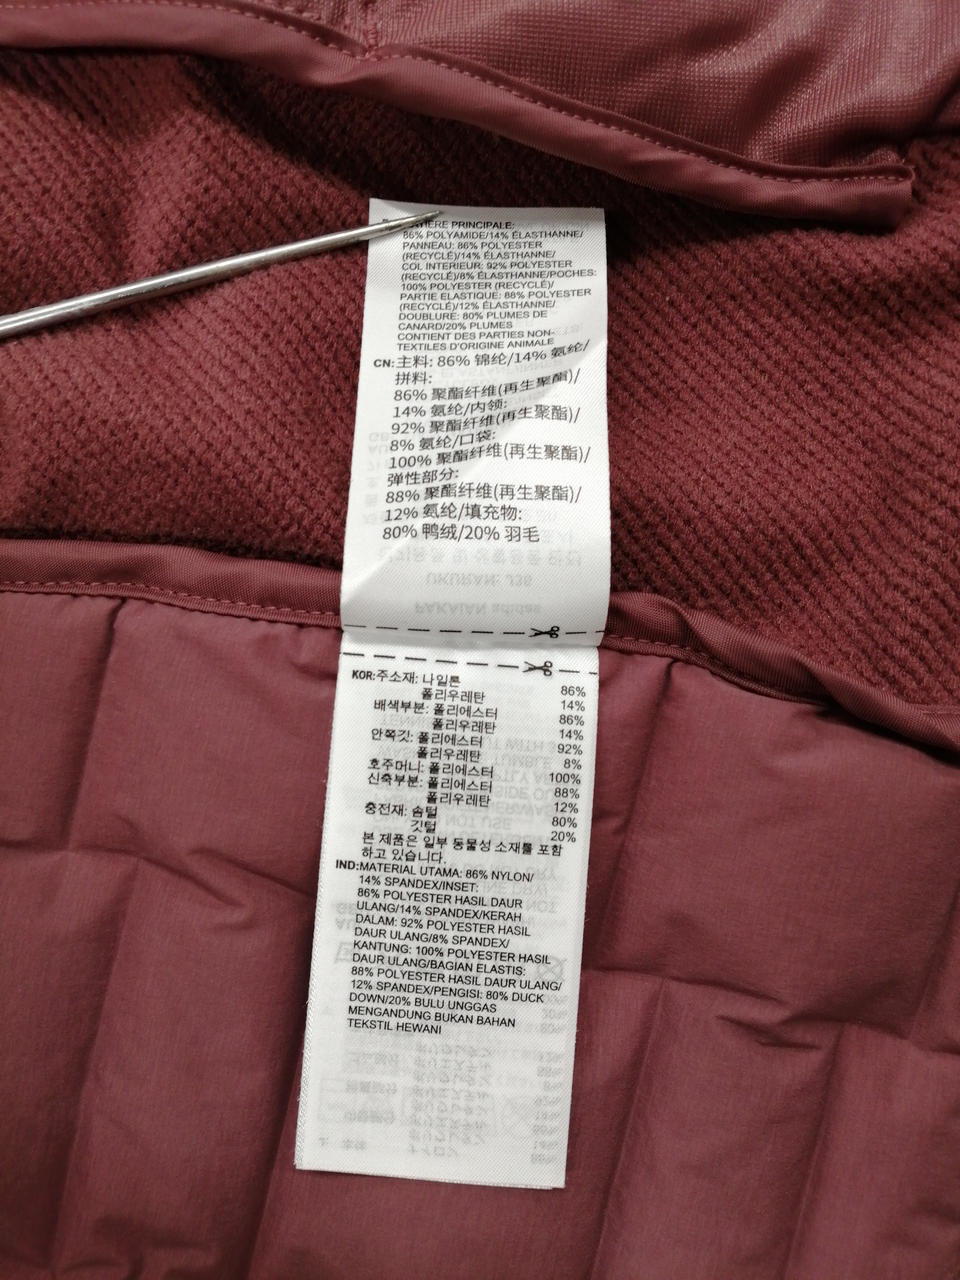 MATIÈRE PRINCIPALE:
86% POLYAMIDE/14% ÉLASTHANNE/
PANNEAU: 86% POLYESTER
(RECYCLÉ)/14% ÉLASTHANNE/
COL INTERIEUR: 92% POLYESTER
(RECYCLÉ)/8% ÉLASTHANNE/POCHES:
100% POLYESTER (RECYCLÉ)/
PARTIE ELASTIQUE: 88% POLYESTER
(RECYCLÉ)/12% ÉLASTHANNE/
DOUBLURE: 80% PLUMES DE
CANARD/20% PLUMES
CONTIENT DES PARTIES NON-
TEXTILES D'ORIGINE ANIMALE
CN: 主料: 86% 锦纶/14% 氨纶/
拼料:
86% 聚酯纤维(再生聚酯)/
14% 氨纶/内领:
92% 聚酯纤维(再生聚酯)/
8% 氨纶/口袋:
100% 聚酯纤维(再生聚酯)/
弹性部分:
88% 聚酯纤维(再生聚酯)/
12% 氨纶/填充物:
80% 鸭绒/20% 羽毛
UKURAN: J36
PAKAIAN adidas
KOR:주소재: 나일론 86%
폴리우레탄 14%
배색부분: 폴리에스터 86%
폴리우레탄 14%
안쪽깃: 폴리에스터 92%
폴리우레탄 8%
호주머니: 폴리에스터 100%
신축부분: 폴리에스터 88%
폴리우레탄 12%
충전재: 솜털 80%
깃털 20%
본 제품은 일부 동물성 소재를 포함
하고 있습니다.
IND:MATERIAL UTAMA: 86% NYLON/
14% SPANDEX/INSET:
86% POLYESTER HASIL DAUR
ULANG/14% SPANDEX/KERAH
DALAM: 92% POLYESTER HASIL
DAUR ULANG/8% SPANDEX/
KANTUNG: 100% POLYESTER HASIL
DAUR ULANG/BAGIAN ELASTIS:
88% POLYESTER HASIL DAUR ULANG/
12% SPANDEX/PENGISI: 80% DUCK
DOWN/20% BULU UNGGAS
MENGANDUNG BUKAN BAHAN
TEKSTIL HEWANI